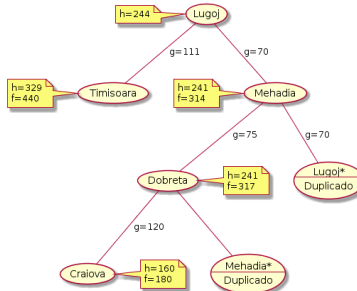 h=244
Lugoj
g=111
g=70
h=329
f=440
Timisoara
h=241
f=314
Mehadia
g=75
g=70
Dobreta
h=241
f=317
Lugoj*
Duplicado
g=120
Craiova
h=160
f=180
Mehadia*
Duplicado